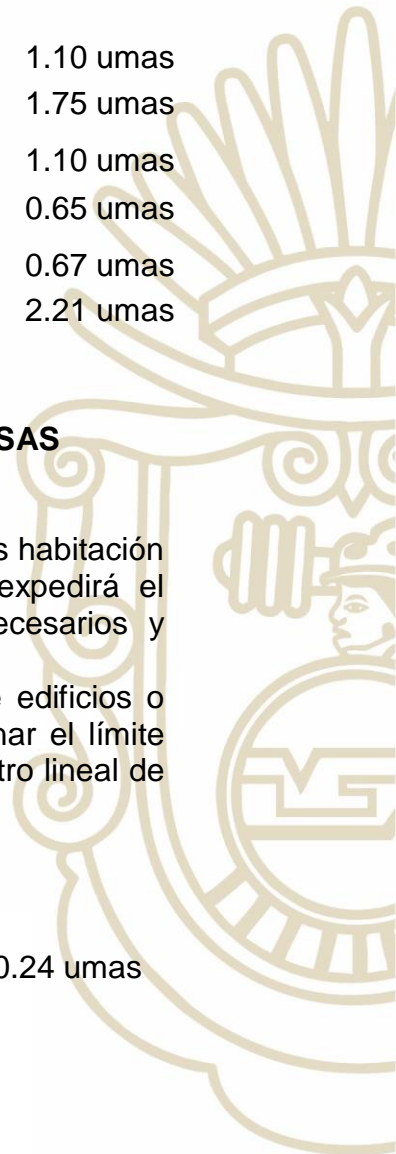 1.10 umas
1.75 umas
1.10 umas
0.65 umas
0.67 umas
2.21 umas
SAS
s habitación
expedirá el
ecesarios y
e edificios o
nar el límite
tro lineal de
0.24 umas